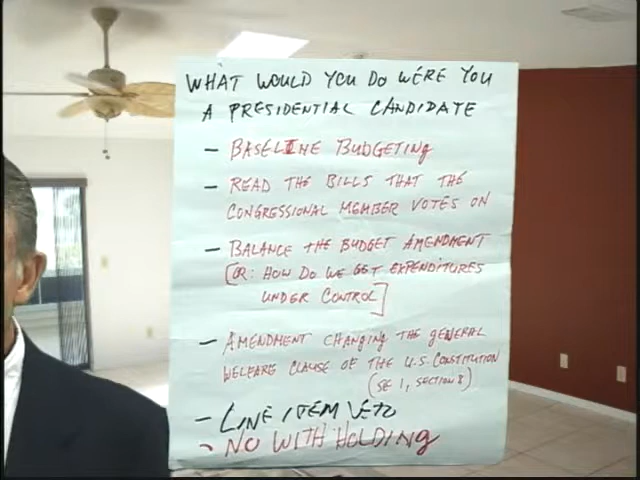 WHAT WOULD YOU DO WERE YOU
A PRESIDENTIAL CANDIDATE
- BASELINE BUDGETING
- READ THE BILLS THAT THE
CONGRESSIONAL MEMBER VOTES ON
- BALANCE THE BUDGET AMENDMENT
[OR: HOW DO WE GET EXPENDITURES
UNDER CONTROL]
- AMENDMENT CHANGING THE GENERAL
WELFARE CLAUSE OF THE U.S. CONSTITUTION
(SE 1, SECTION 8)
- LINE ITEM VETO
- NO WITH HOLDING